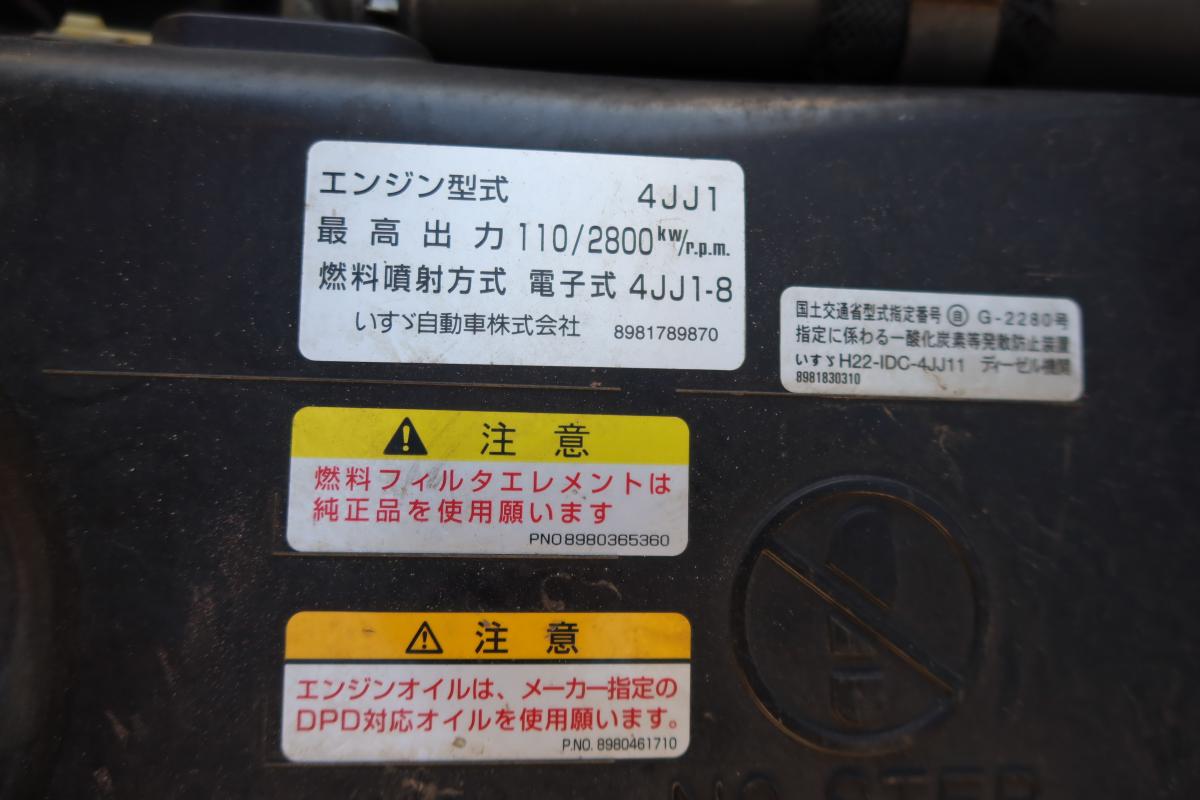 エンジン型式 4JJ1
最高出力 110/2800kw/r.p.m.
燃料噴射方式 電子式 4JJ1-8
いすゞ自動車株式会社 8981789870
国土交通省型式指定番号 自 G-2280号
指定に係わる一酸化炭素等発散防止装置
いすゞH22-IDC-4JJ11 ディーゼル機関
8981830310
注意
燃料フィルタエレメントは
純正品を使用願います
PNO8980365360
注意
エンジンオイルは、メーカー指定の
DPD対応オイルを使用願います。
P.NO. 8980461710
NO STEP